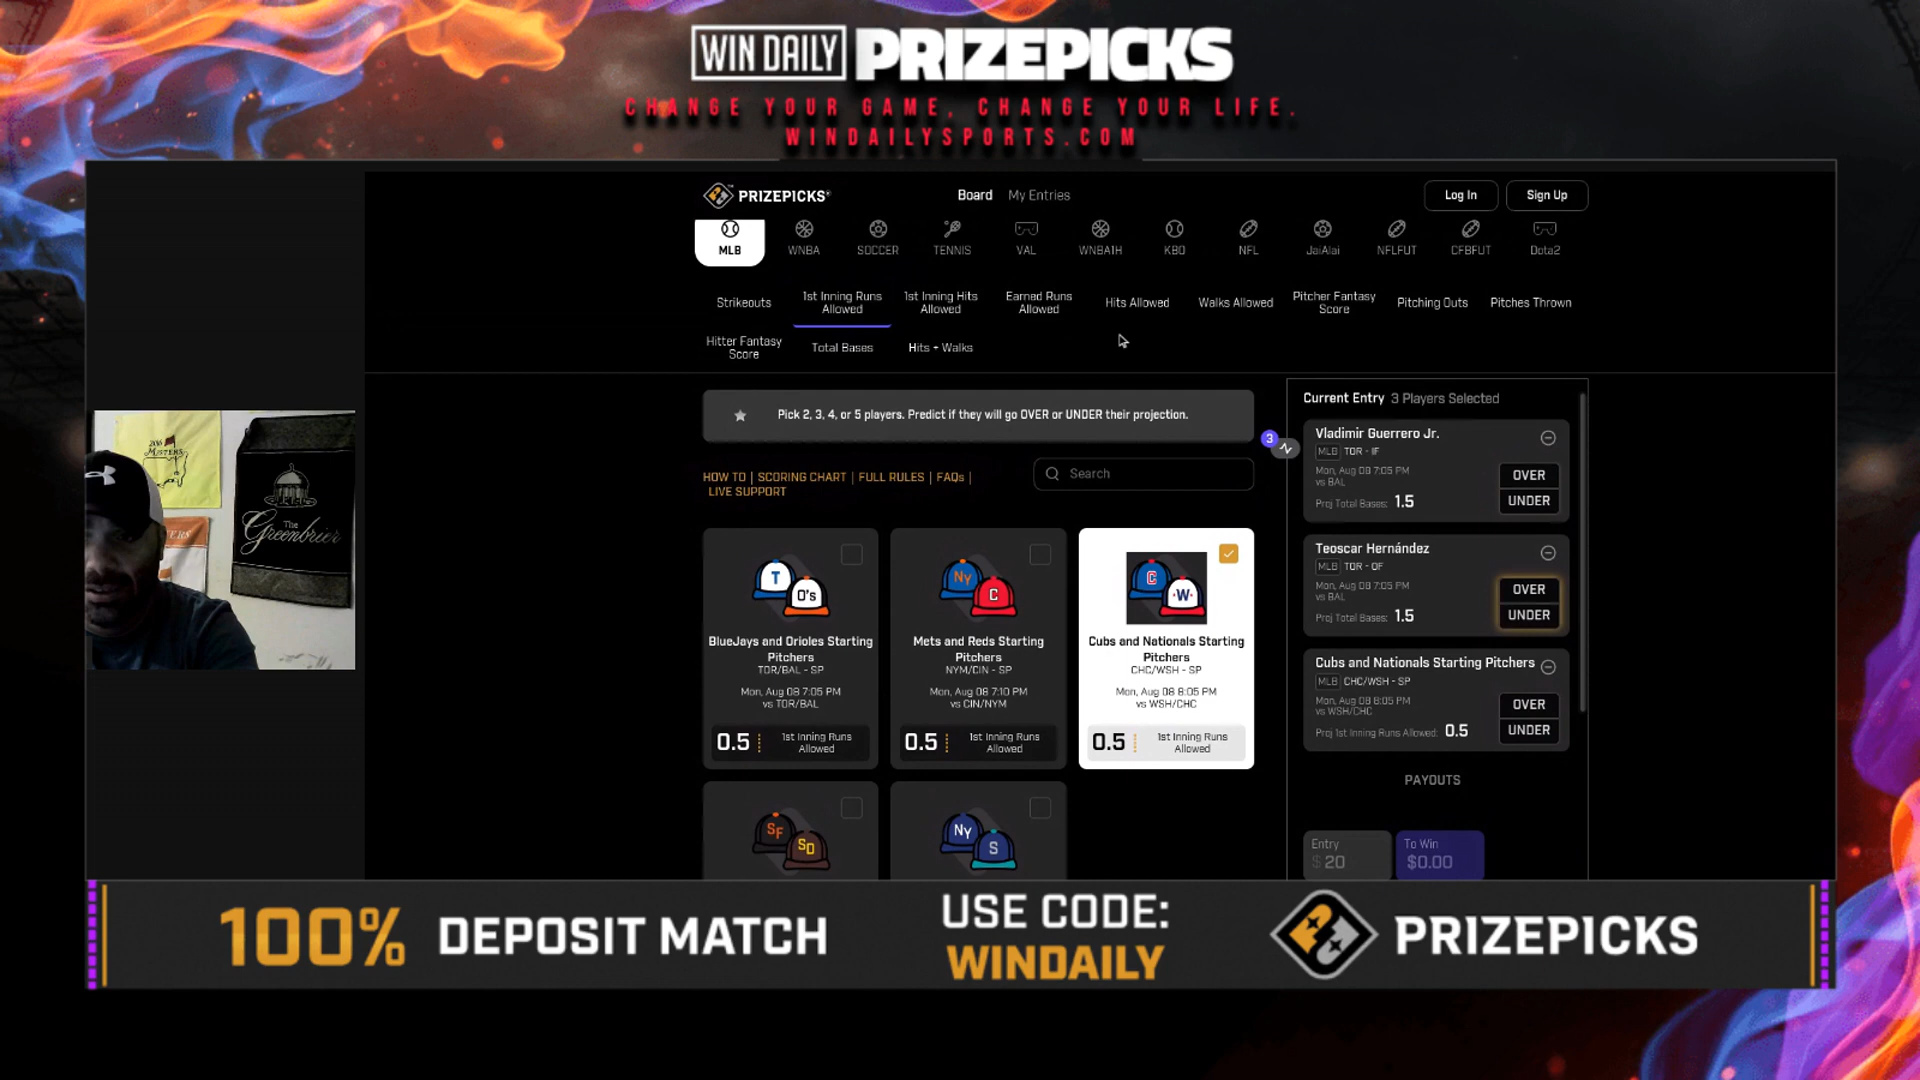 WIN DAILY PRIZEPICKS
CHANGE YOUR GAME, CHANGE YOUR LIFE.
WINDAILYSPORTS.COM
PRIZEPICKS®
Board My Entries
Log In Sign Up
MLB WNBA SOCCER TENNIS VAL WNBA1H KBO NFL JaiAlai NFLFUT CFBFUT Dota2
Strikeouts
1st Inning Runs
Allowed
1st Inning Hits
Allowed
Earned Runs
Allowed
Hits Allowed
Walks Allowed
Pitcher Fantasy
Score
Pitching Outs
Pitches Thrown
Hitter Fantasy
Score
Total Bases
Hits + Walks
Pick 2, 3, 4, or 5 players. Predict if they will go OVER or UNDER their projection.
HOW TO | SCORING CHART | FULL RULES | FAQs |
LIVE SUPPORT
Search
T
O's
BlueJays and Orioles Starting
Pitchers
TOR/BAL - SP
Mon, Aug 08 7:05 PM
vs TOR/BAL
0.5
1st Inning Runs
Allowed
NY
C
Mets and Reds Starting
Pitchers
NYM/CIN - SP
Mon, Aug 08 7:10 PM
vs CIN/NYM
0.5
1st Inning Runs
Allowed
C
W
Cubs and Nationals Starting
Pitchers
CHC/WSH - SP
Mon, Aug 08 8:05 PM
vs WSH/CHC
0.5
1st Inning Runs
Allowed
SF
SD
NY
S
Current Entry 3 Players Selected
3
Vladimir Guerrero Jr.
MLB TOR - IF
Mon, Aug 08 7:05 PM
vs BAL
Proj Total Bases: 1.5
OVER
UNDER
Teoscar Hernández
MLB TOR - OF
Mon, Aug 08 7:05 PM
vs BAL
Proj Total Bases: 1.5
OVER
UNDER
Cubs and Nationals Starting Pitchers
MLB CHC/WSH - SP
Mon, Aug 08 8:05 PM
vs WSH/CHC
Proj 1st Inning Runs Allowed: 0.5
OVER
UNDER
PAYOUTS
Entry
$ 20
To Win
$0.00
2016
MASTERS
The
Greenbrier
100% DEPOSIT MATCH
USE CODE:
WINDAILY
PRIZEPICKS